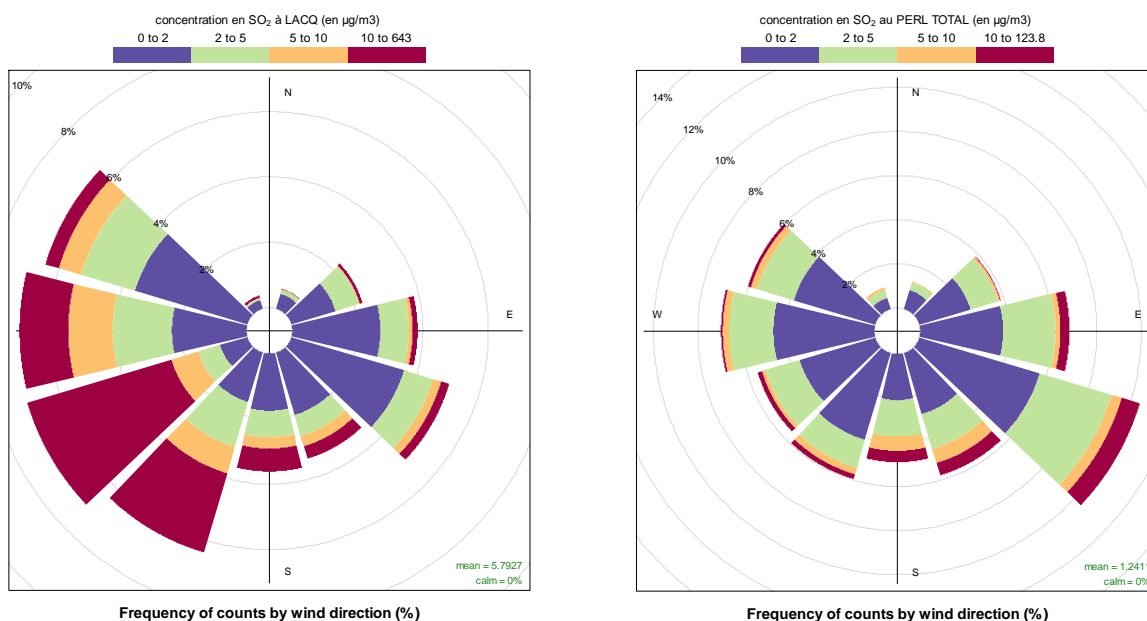 concentration en SO₂ à LACQ (en µg/m3)
0 to 2 2 to 5 5 to 10 10 to 643
10%
8%
6%
4%
2%
N
E
S
mean = 5.7927
calm = 0%
Frequency of counts by wind direction (%)
concentration en SO₂ au PERL TOTAL (en µg/m3)
0 to 2 2 to 5 5 to 10 10 to 123.8
14%
12%
10%
8%
6%
4%
2%
N
W
E
S
mean = 1.2411
calm = 0%
Frequency of counts by wind direction (%)